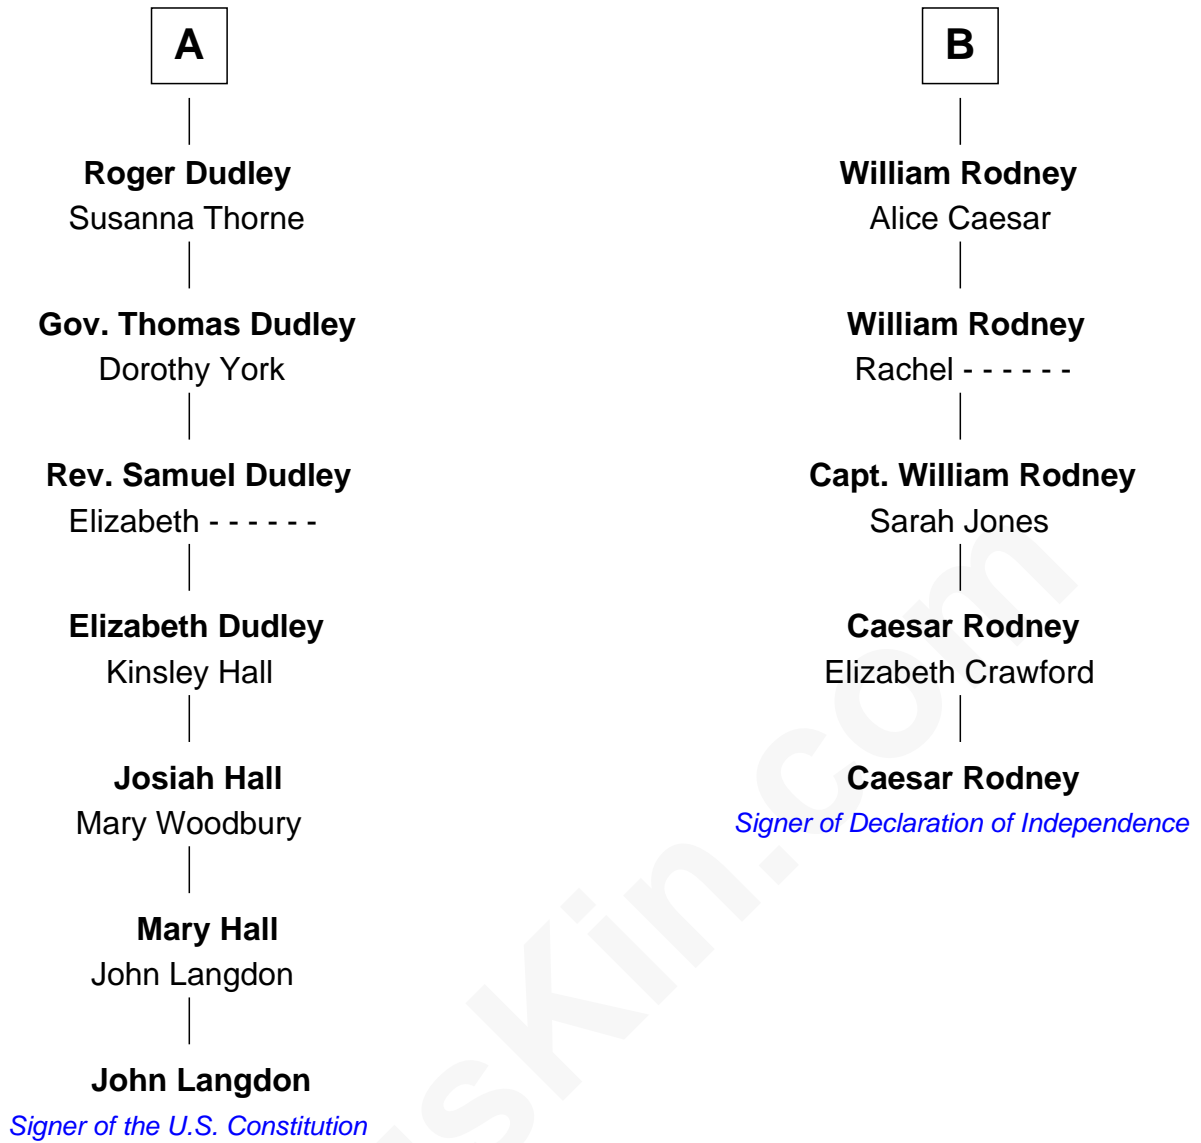 A
Roger Dudley
Susanna Thorne
Gov. Thomas Dudley
Dorothy York
Rev. Samuel Dudley
Elizabeth - - - - - -
Elizabeth Dudley
Kinsley Hall
Josiah Hall
Mary Woodbury
Mary Hall
John Langdon
John Langdon
Signer of the U.S. Constitution
B
William Rodney
Alice Caesar
William Rodney
Rachel - - - - - -
Capt. William Rodney
Sarah Jones
Caesar Rodney
Elizabeth Crawford
Caesar Rodney
Signer of Declaration of Independence
usKin.com